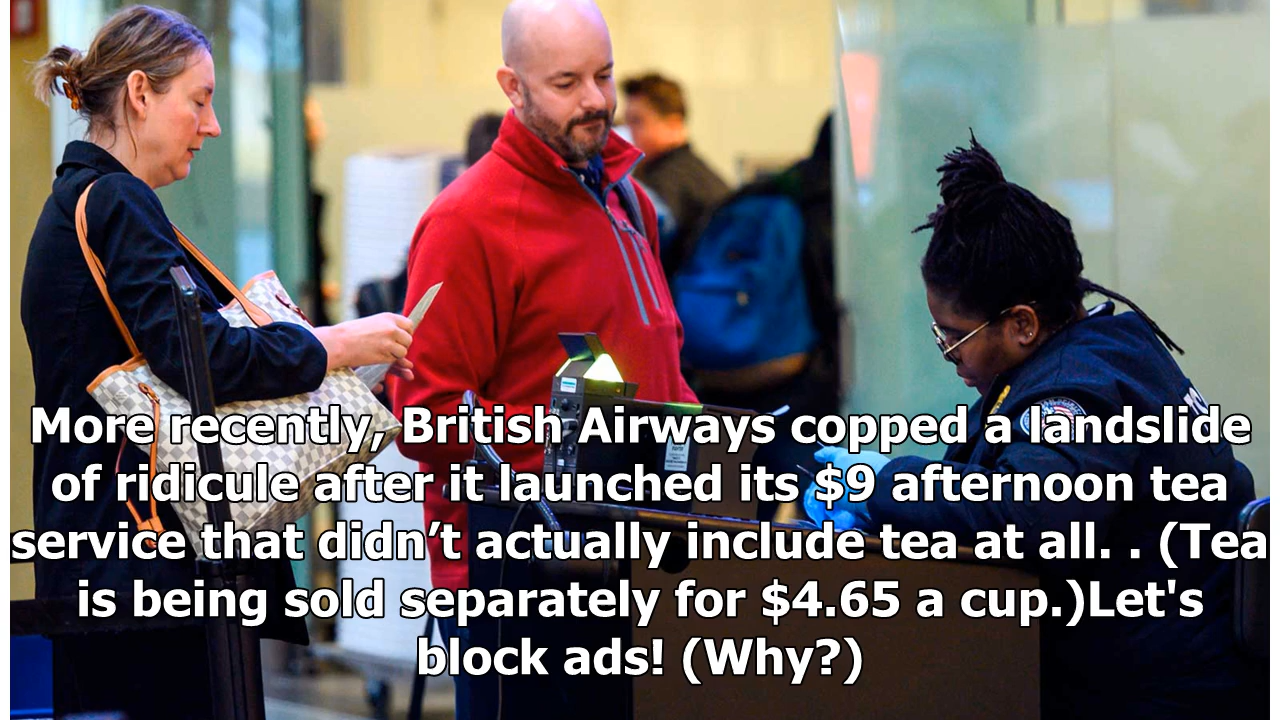 More recently, British Airways copped a landslide
of ridicule after it launched its $9 afternoon tea
service that didn’t actually include tea at all. . (Tea
is being sold separately for $4.65 a cup.)Let's
block ads! (Why?)